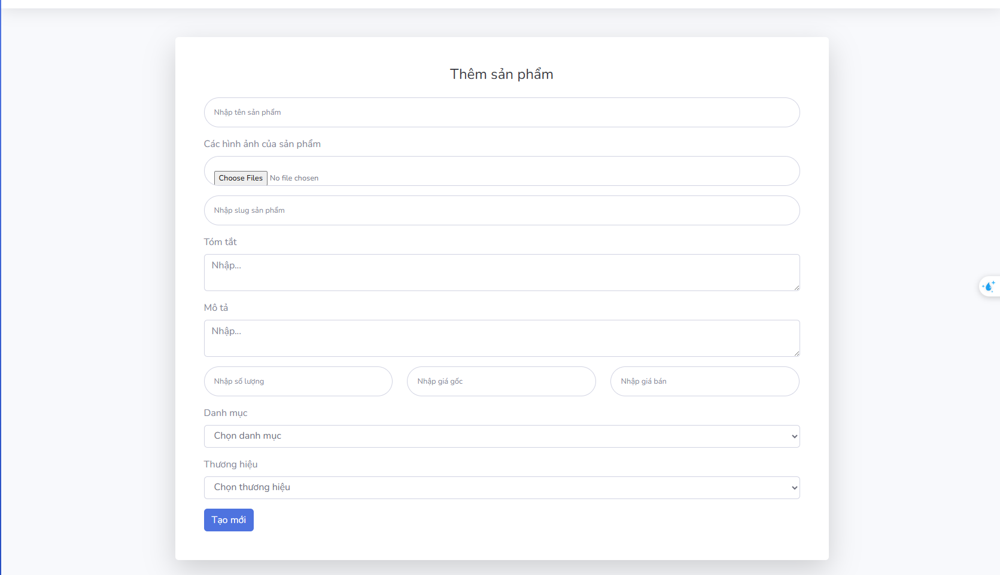 Thêm sản phẩm
Nhập tên sản phẩm
Các hình ảnh của sản phẩm
Choose Files No file chosen
Nhập slug sản phẩm
Tóm tắt
Nhập...
Mô tả
Nhập...
Nhập số lượng Nhập giá gốc Nhập giá bán
Danh mục
Chọn danh mục
Thương hiệu
Chọn thương hiệu
Tạo mới